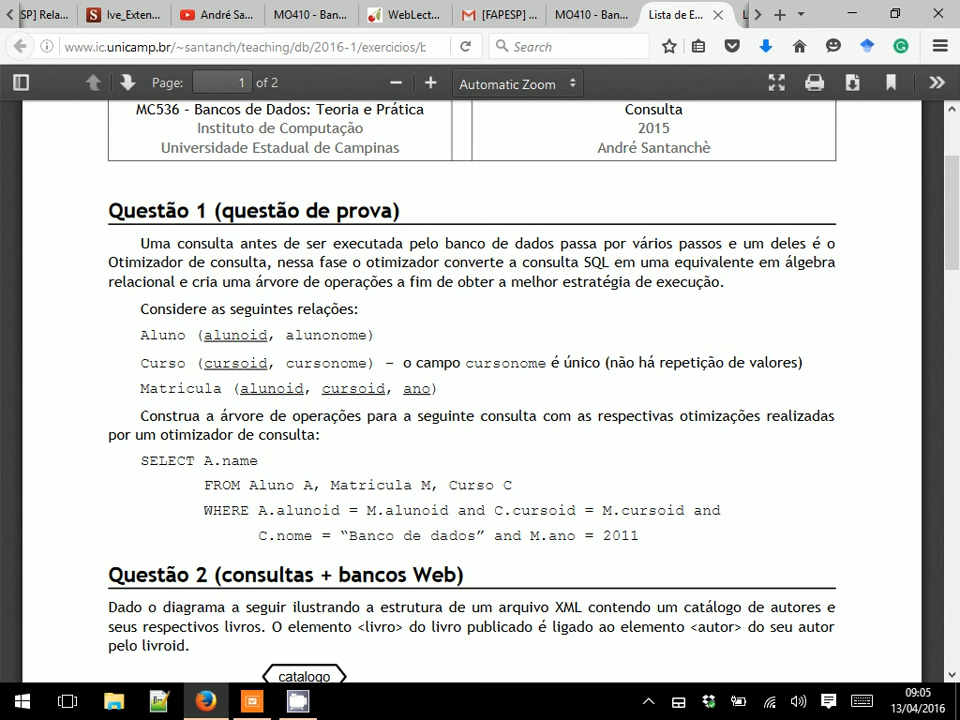 SP] Rela...
Ive_Exten...
André Sa...
MO410 - Ban...
WebLect...
[FAPESP] ...
MO410 - Ban...
Lista de E...
www.ic.unicamp.br/~santanch/teaching/db/2016-1/exercicios/b
Search
Page: 1 of 2
Automatic Zoom
MC536 - Bancos de Dados: Teoria e Prática
Instituto de Computação
Universidade Estadual de Campinas
Consulta
2015
André Santanchè
Questão 1 (questão de prova)
Uma consulta antes de ser executada pelo banco de dados passa por vários passos e um deles é o
Otimizador de consulta, nessa fase o otimizador converte a consulta SQL em uma equivalente em álgebra
relacional e cria uma árvore de operações a fim de obter a melhor estratégia de execução.
Considere as seguintes relações:
Aluno (alunoid, alunonome)
Curso (cursoid, cursonome) – o campo cursonome é único (não há repetição de valores)
Matricula (alunoid, cursoid, ano)
Construa a árvore de operações para a seguinte consulta com as respectivas otimizações realizadas
por um otimizador de consulta:
SELECT A.name
FROM Aluno A, Matricula M, Curso C
WHERE A.alunoid = M.alunoid and C.cursoid = M.cursoid and
C.nome = “Banco de dados” and M.ano = 2011
Questão 2 (consultas + bancos Web)
Dado o diagrama a seguir ilustrando a estrutura de um arquivo XML contendo um catálogo de autores e
seus respectivos livros. O elemento <livro> do livro publicado é ligado ao elemento <autor> do seu autor
pelo livroid.
catalogo
09:05
13/04/2016